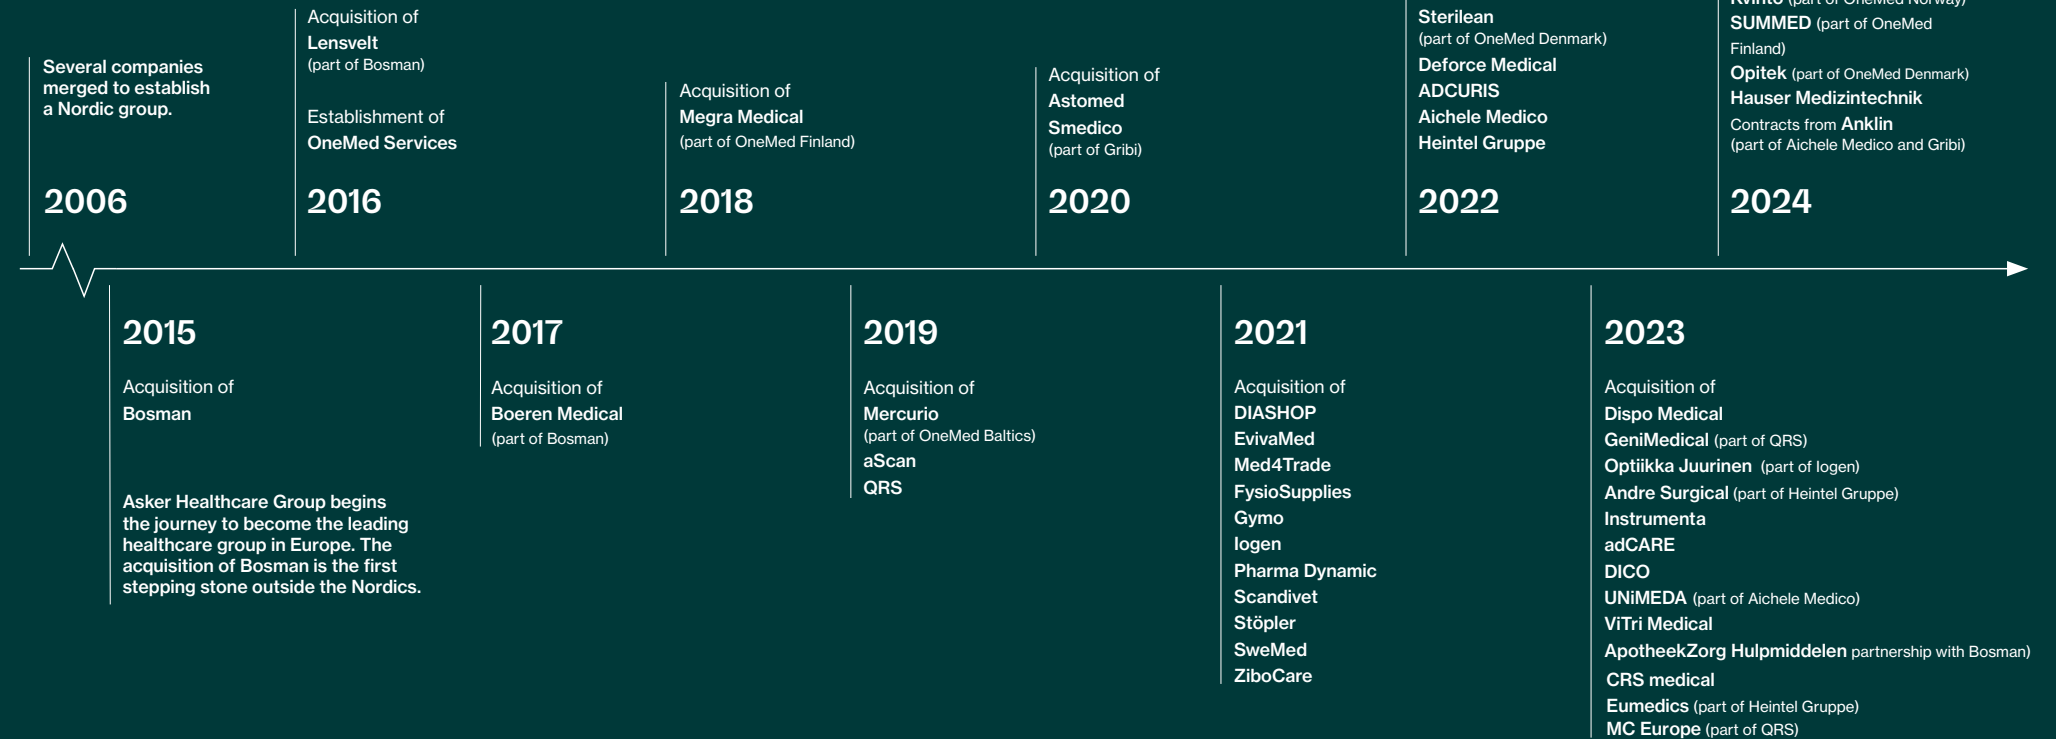 Several companies
merged to establish
a Nordic group.
2006
Acquisition of
Lensvelt
(part of Bosman)
Establishment of
OneMed Services
2016
Acquisition of
Megra Medical
(part of OneMed Finland)
2018
Acquisition of
Astomed
Smedico
(part of Gribi)
2020
Sterilean
(part of OneMed Denmark)
Deforce Medical
ADCURIS
Aichele Medico
Heintel Gruppe
2022
(part of OneMed Norway)
SUMMED (part of OneMed
Finland)
Opitek (part of OneMed Denmark)
Hauser Medizintechnik
Contracts from Anklin
(part of Aichele Medico and Gribi)
2024
2015
Acquisition of
Bosman
Asker Healthcare Group begins
the journey to become the leading
healthcare group in Europe. The
acquisition of Bosman is the first
stepping stone outside the Nordics.
2017
Acquisition of
Boeren Medical
(part of Bosman)
2019
Acquisition of
Mercurio
(part of OneMed Baltics)
aScan
QRS
2021
Acquisition of
DIASHOP
EvivaMed
Med4Trade
FysioSupplies
Gymo
Iogen
Pharma Dynamic
Scandivet
Stöpler
SweMed
ZiboCare
2023
Acquisition of
Dispo Medical
GeniMedical (part of QRS)
Optiikka Juurinen (part of Iogen)
Andre Surgical (part of Heintel Gruppe)
Instrumenta
adCARE
DICO
UNiMEDA (part of Aichele Medico)
ViTri Medical
ApotheekZorg Hulpmiddelen partnership with Bosman)
CRS medical
Eumedics (part of Heintel Gruppe)
MC Europe (part of QRS)